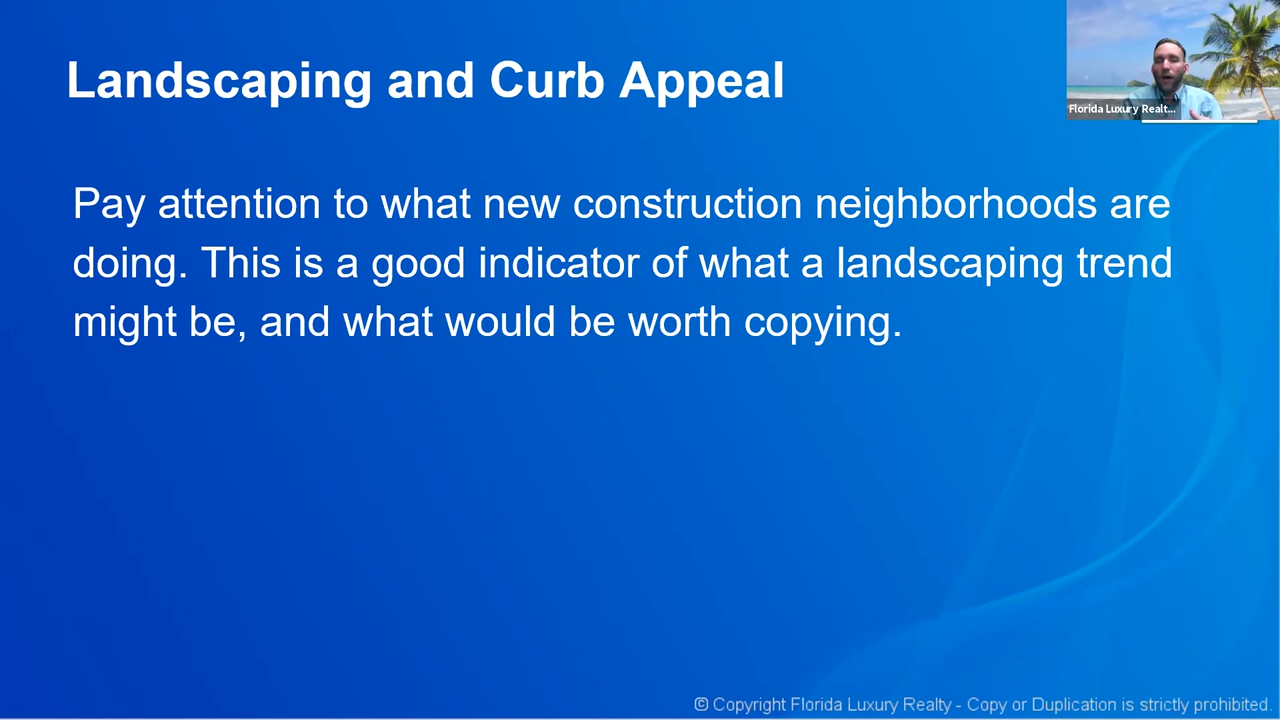 Landscaping and Curb Appeal
Florida Luxury Realt...
Pay attention to what new construction neighborhoods are
doing. This is a good indicator of what a landscaping trend
might be, and what would be worth copying.
© Copyright Florida Luxury Realty - Copy or Duplication is strictly prohibited.